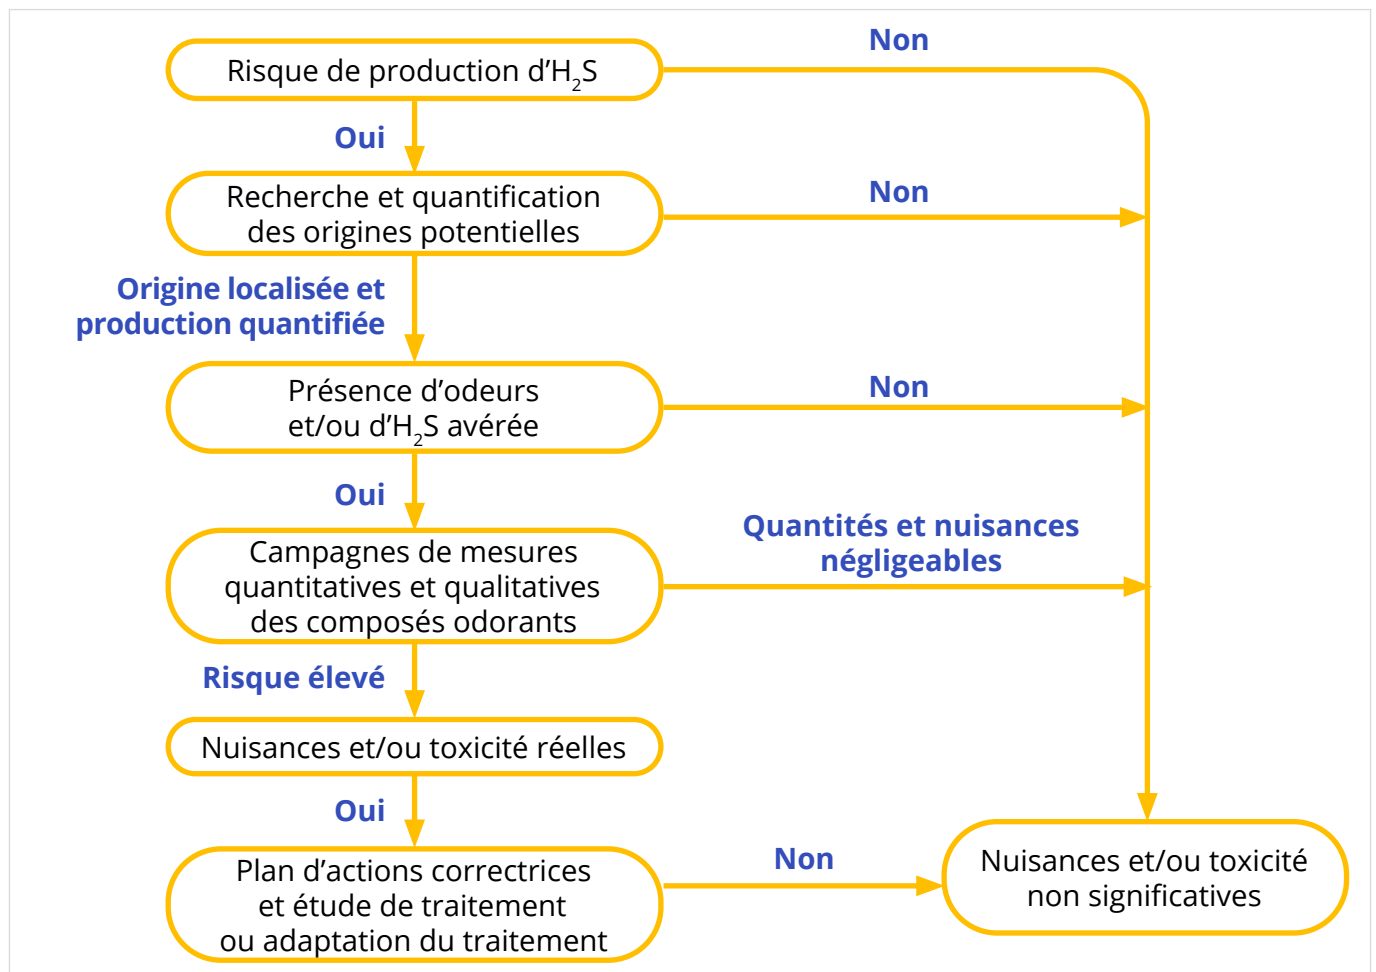 Non
Risque de production d’H₂S
Oui
Recherche et quantification
des origines potentielles
Non
Origine localisée et
production quantifiée
Présence d’odeurs
et/ou d’H₂S avérée
Non
Oui
Campagnes de mesures
quantitatives et qualitatives
des composés odorants
Quantités et nuisances
négligeables
Risque élevé
Nuisances et/ou toxicité réelles
Oui
Plan d’actions correctrices
et étude de traitement
ou adaptation du traitement
Non
Nuisances et/ou toxicité
non significatives